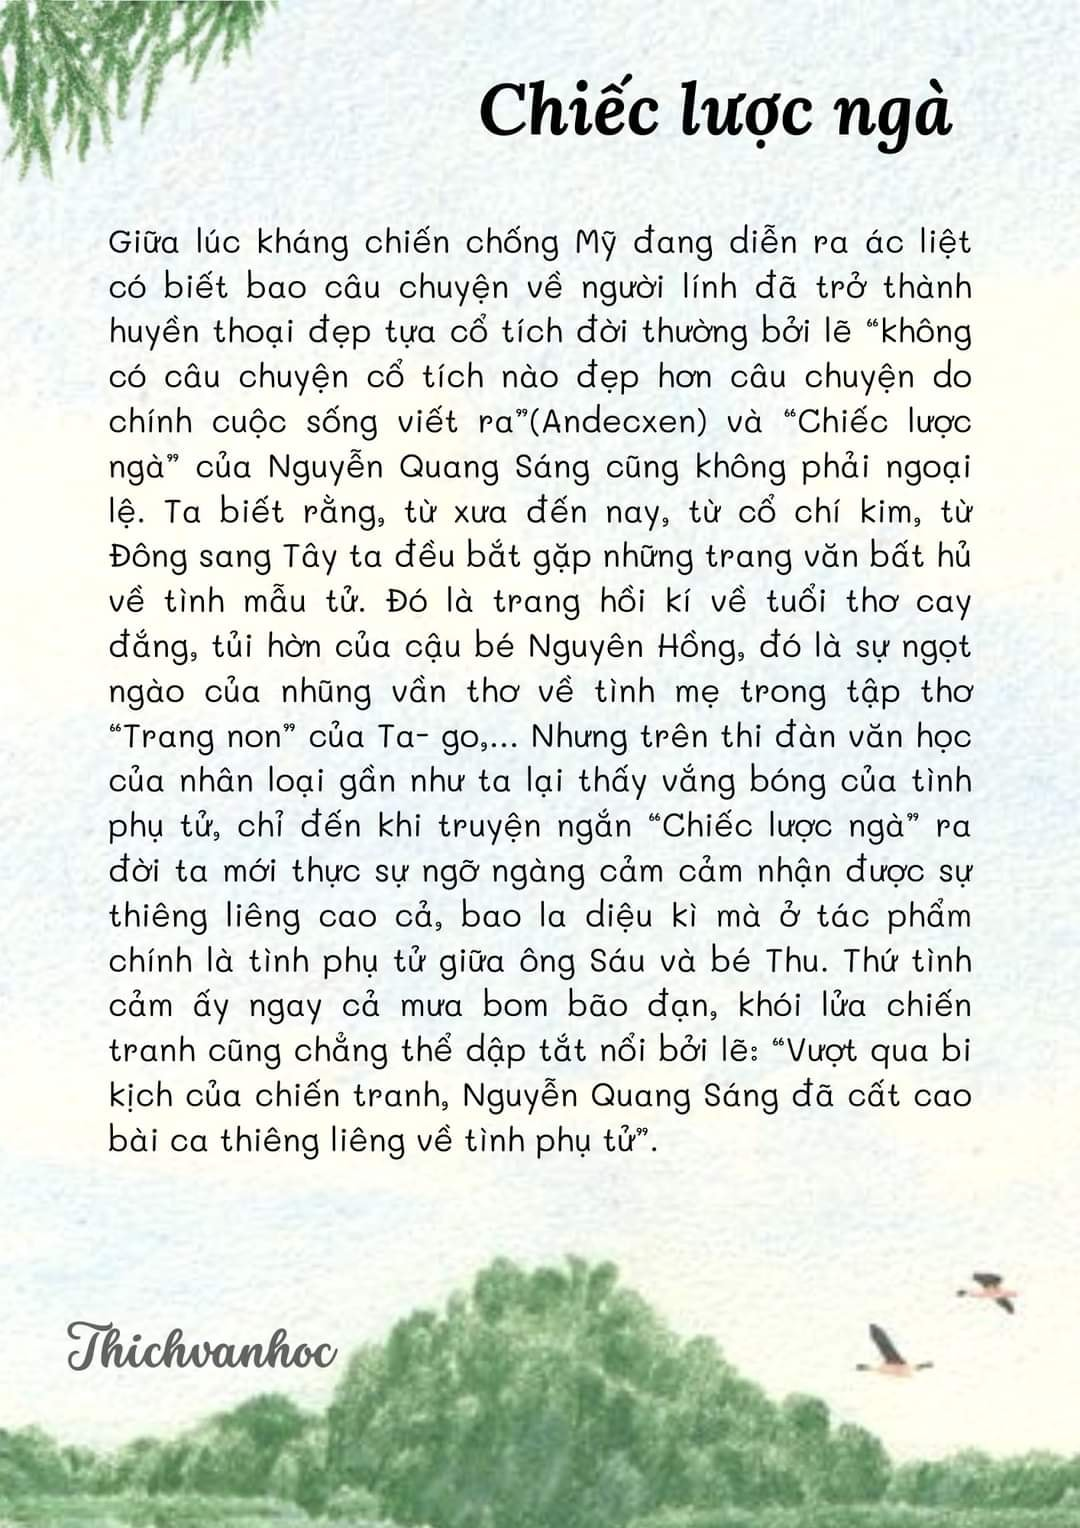 Chiếc lược ngà
Giữa lúc kháng chiến chống Mỹ đang diễn ra ác liệt
có biết bao câu chuyện về người lính đã trở thành
huyền thoại đẹp tựa cổ tích đời thường bởi lẽ “không
có câu chuyện cổ tích nào đẹp hơn câu chuyện do
chính cuộc sống viết ra”(Andecxen) và “Chiếc lược
ngà” của Nguyễn Quang Sáng cũng không phải ngoại
lệ. Ta biết rằng, từ xưa đến nay, từ cổ chí kim, từ
Đông sang Tây ta đều bắt gặp những trang văn bất hủ
về tình mẫu tử. Đó là trang hồi kí về tuổi thơ cay
đắng, tủi hờn của cậu bé Nguyên Hồng, đó là sự ngọt
ngào của nhũng vần thơ về tình mẹ trong tập thơ
“Trang non” của Ta- go,... Nhưng trên thi đàn văn học
của nhân loại gần như ta lại thấy vắng bóng của tình
phụ tử, chỉ đến khi truyện ngắn “Chiếc lược ngà” ra
đời ta mới thực sự ngỡ ngàng cảm cảm nhận được sự
thiêng liêng cao cả, bao la diệu kì mà ở tác phẩm
chính là tình phụ tử giữa ông Sáu và bé Thu. Thứ tình
cảm ấy ngay cả mưa bom bão đạn, khói lửa chiến
tranh cũng chẳng thể dập tắt nổi bởi lẽ: “Vượt qua bi
kịch của chiến tranh, Nguyễn Quang Sáng đã cất cao
bài ca thiêng liêng về tình phụ tử”.
Thichvanhoc